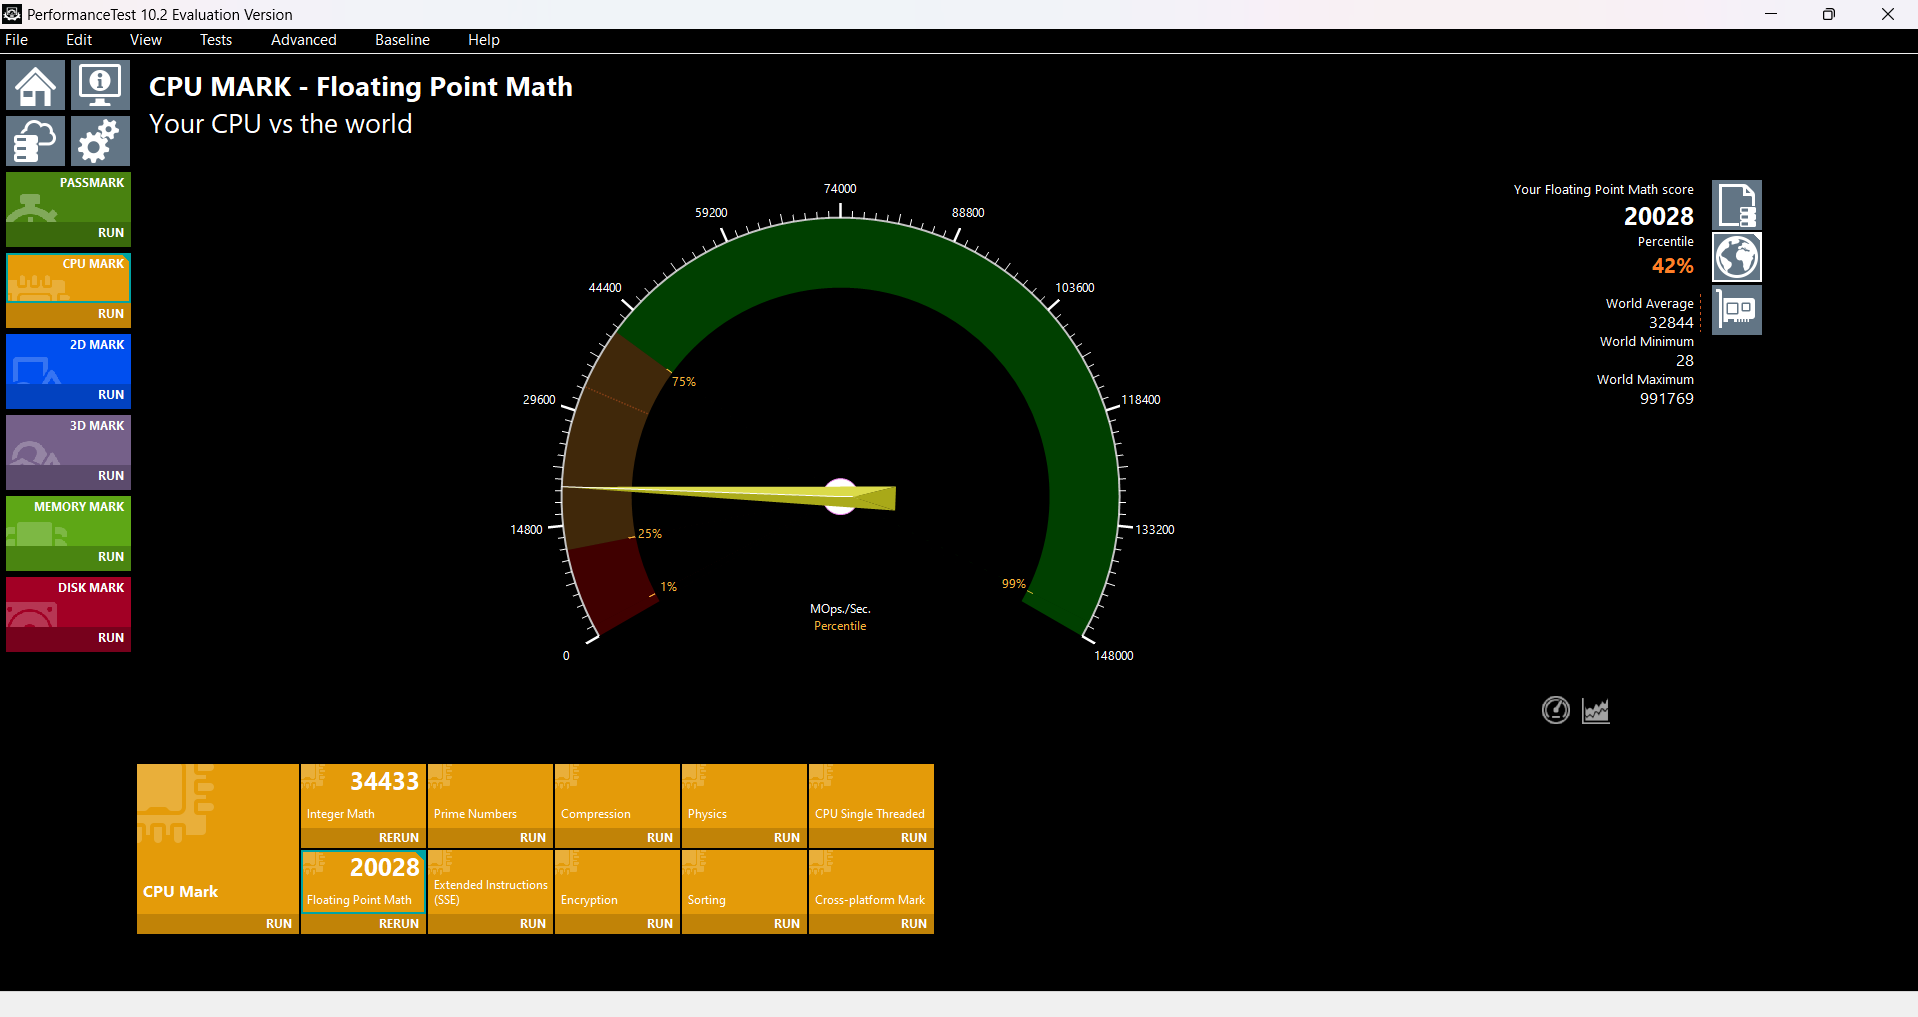 PerformanceTest 10.2 Evaluation Version
File Edit View Tests Advanced Baseline Help
CPU MARK - Floating Point Math
Your CPU vs the world
PASSMARK
RUN
CPU MARK
RUN
2D MARK
RUN
3D MARK
RUN
MEMORY MARK
RUN
DISK MARK
RUN
0
14800
29600
44400
59200
74000
88800
103600
118400
133200
148000
1%
25%
75%
99%
MOps./Sec.
Percentile
Your Floating Point Math score
20028
Percentile
42%
World Average
32844
World Minimum
28
World Maximum
991769
CPU Mark
RUN
34433
Integer Math
RERUN
Prime Numbers
RUN
Compression
RUN
Physics
RUN
CPU Single Threaded
RUN
20028
Floating Point Math
RERUN
Extended Instructions
(SSE)
RUN
Encryption
RUN
Sorting
RUN
Cross-platform Mark
RUN